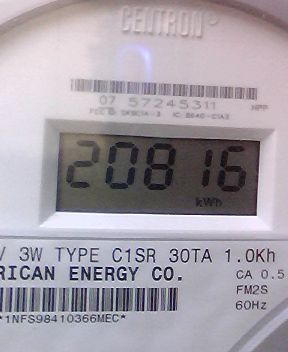 CENTRON®
07 57245311
20816
kWh
V 3W TYPE C1SR 30TA 1.0Kh
RICAN ENERGY CO.
CA 0.5
FM2S
60Hz
*1NFS98410366MEC*